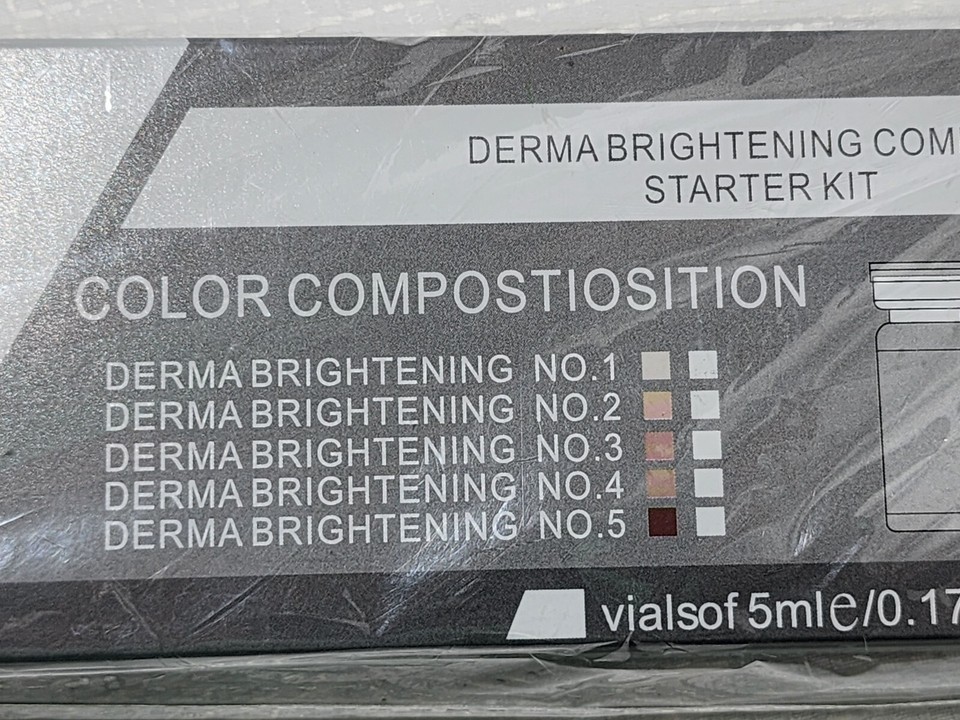 DERMA BRIGHTENING COM
STARTER KIT
COLOR COMPOSTIOSITION
DERMA BRIGHTENING NO.1
DERMA BRIGHTENING NO.2
DERMA BRIGHTENING NO.3
DERMA BRIGHTENING NO.4
DERMA BRIGHTENING NO.5
vialsof 5mle/0.17